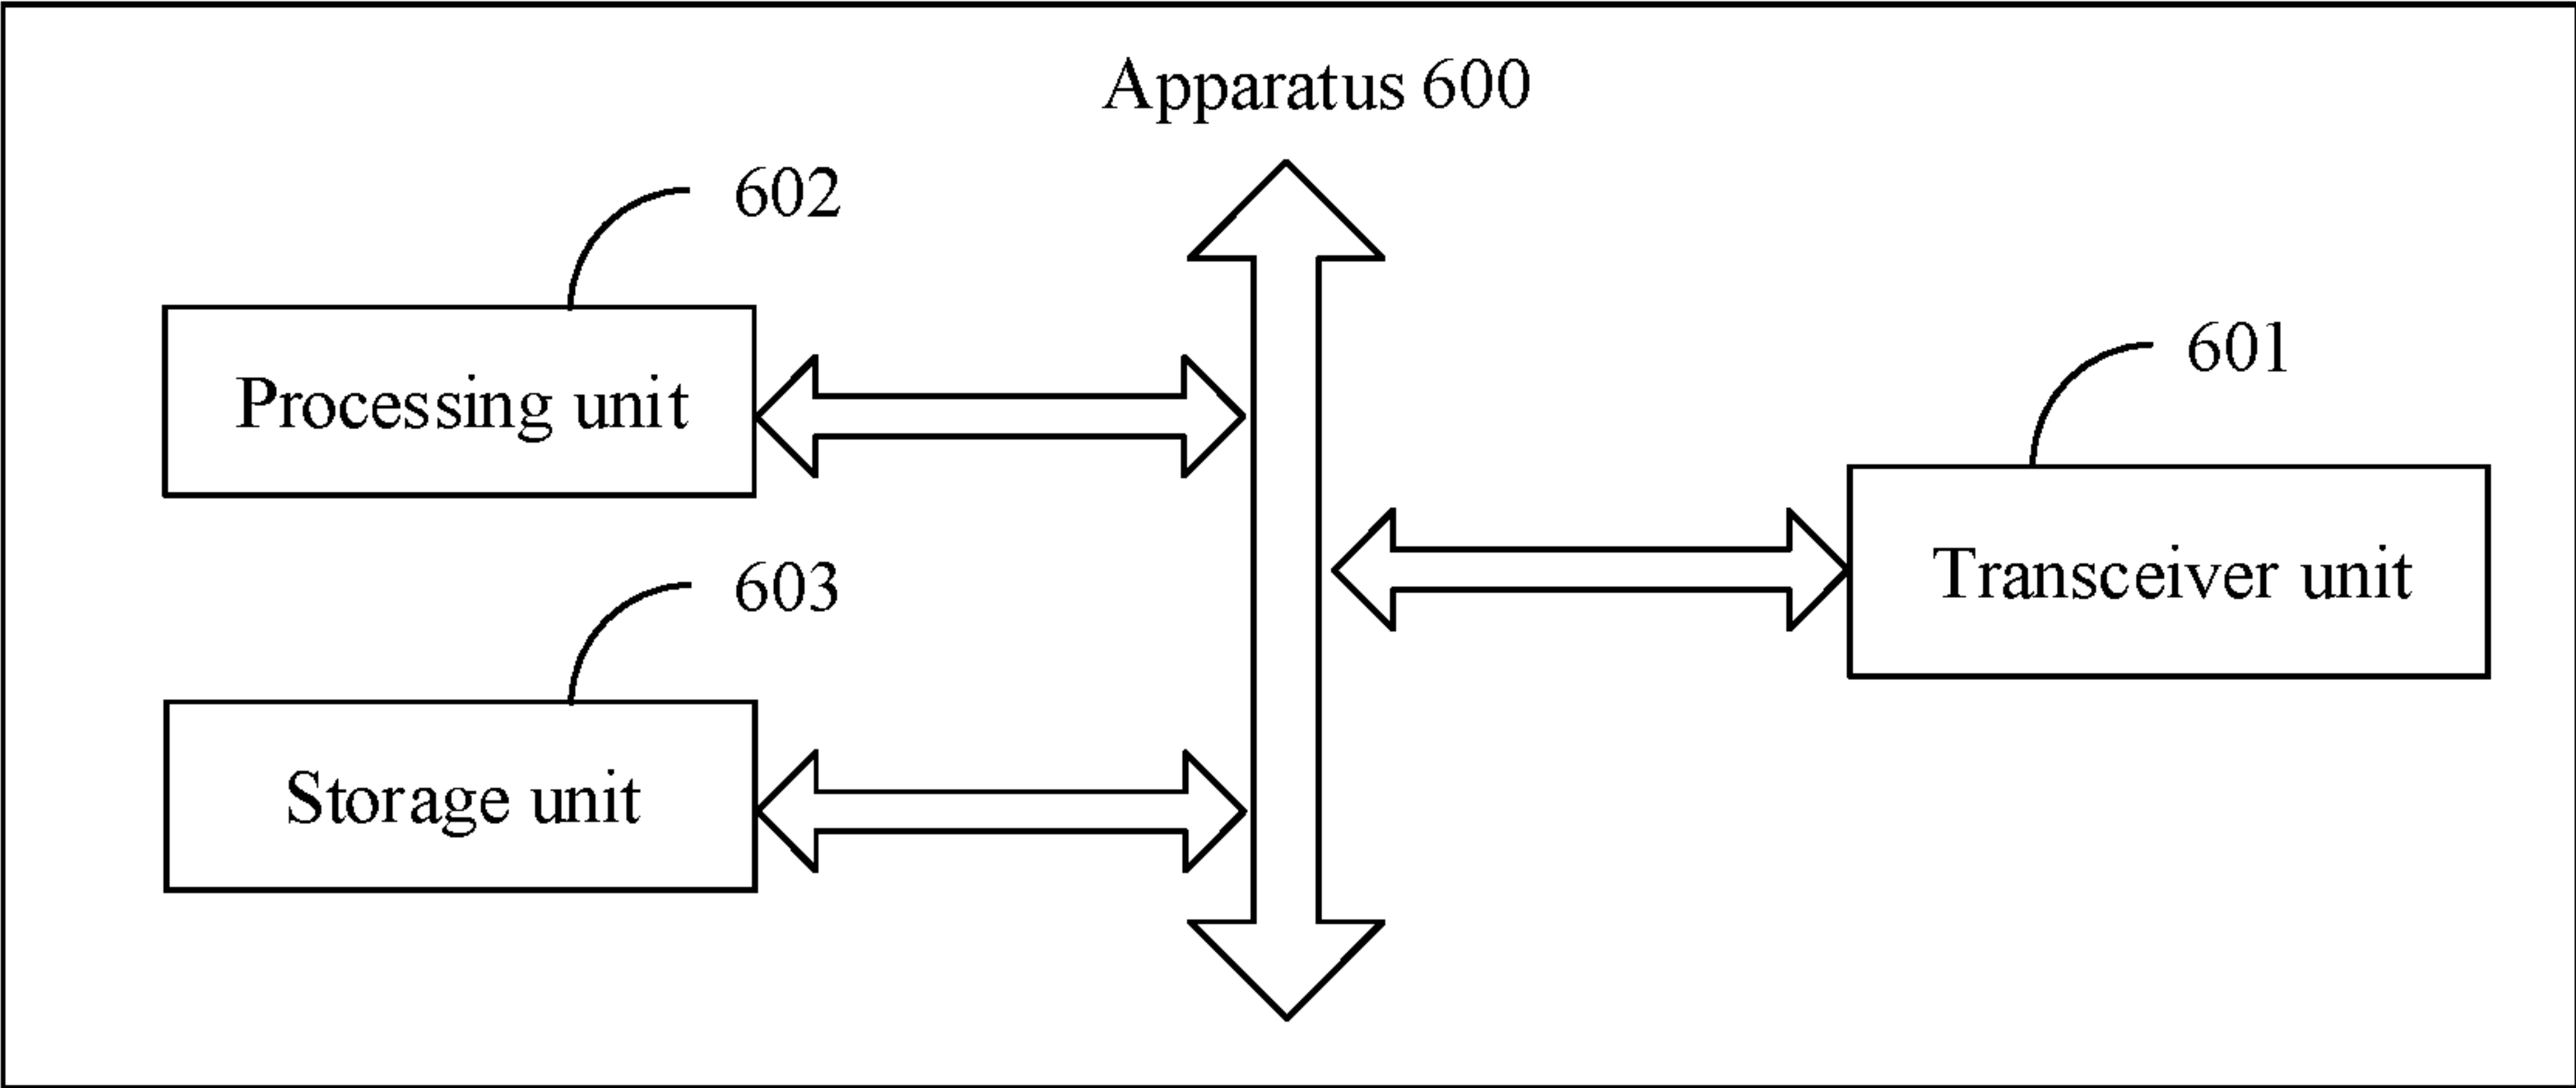 Apparatus 600
602
Processing unit
601
Transceiver unit
603
Storage unit